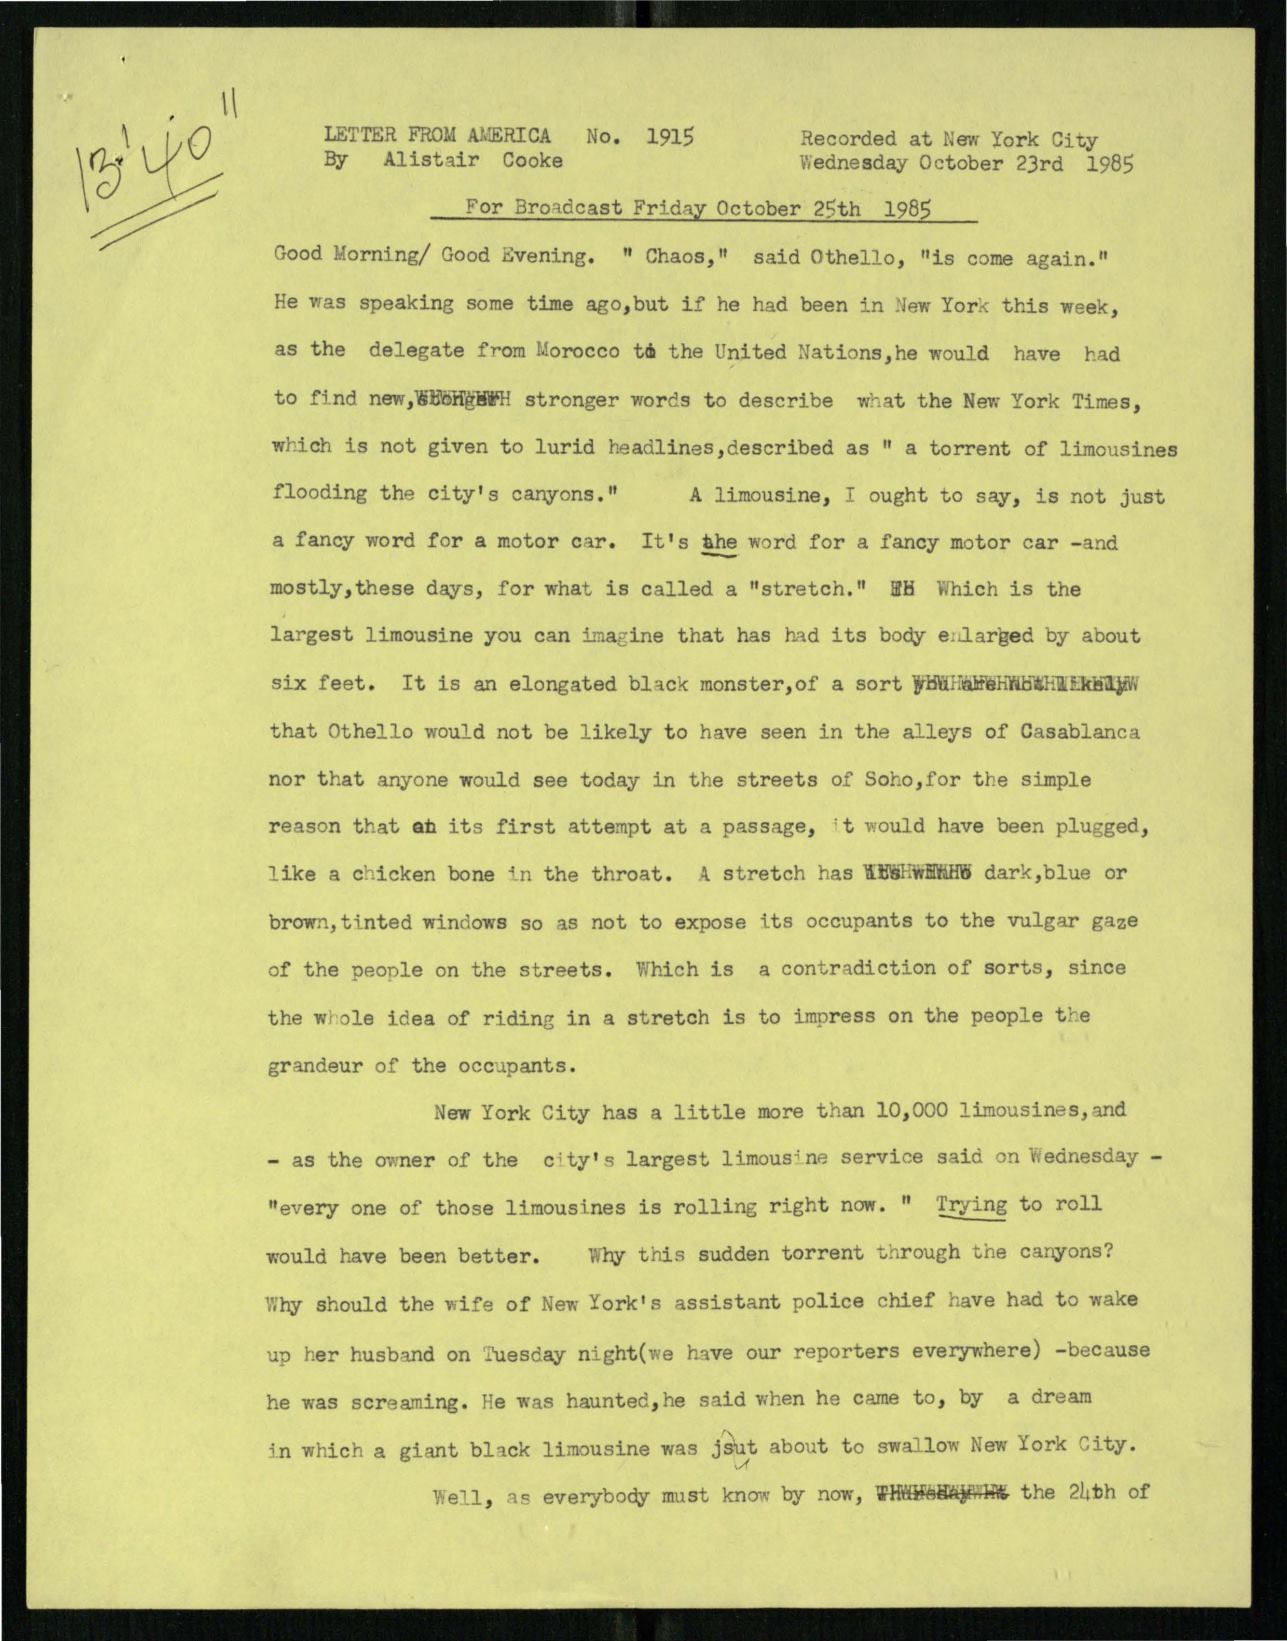 13.' 40"
LETTER FROM AMERICA No. 1915 Recorded at New York City
By Alistair Cooke Wednesday October 23rd 1985
For Broadcast Friday October 25th 1985
Good Morning/ Good Evening. " Chaos," said Othello, "is come again."
He was speaking some time ago,but if he had been in New York this week,
as the delegate from Morocco to the United Nations,he would have had
to find new, stronger words to describe what the New York Times,
which is not given to lurid headlines,described as " a torrent of limousines
flooding the city's canyons." A limousine, I ought to say, is not just
a fancy word for a motor car. It's the word for a fancy motor car -and
mostly,these days, for what is called a "stretch." Which is the
largest limousine you can imagine that has had its body enlarged by about
six feet. It is an elongated black monster,of a sort
that Othello would not be likely to have seen in the alleys of Casablanca
nor that anyone would see today in the streets of Soho,for the simple
reason that at its first attempt at a passage, it would have been plugged,
like a chicken bone in the throat. A stretch has dark,blue or
brown,tinted windows so as not to expose its occupants to the vulgar gaze
of the people on the streets. Which is a contradiction of sorts, since
the whole idea of riding in a stretch is to impress on the people the
grandeur of the occupants.
New York City has a little more than 10,000 limousines,and
- as the owner of the city's largest limousine service said on Wednesday -
"every one of those limousines is rolling right now. " Trying to roll
would have been better. Why this sudden torrent through the canyons?
Why should the wife of New York's assistant police chief have had to wake
up her husband on Tuesday night(we have our reporters everywhere) -because
he was screaming. He was haunted,he said when he came to, by a dream
in which a giant black limousine was jsut about to swallow New York City.
Well, as everybody must know by now, the 24th of